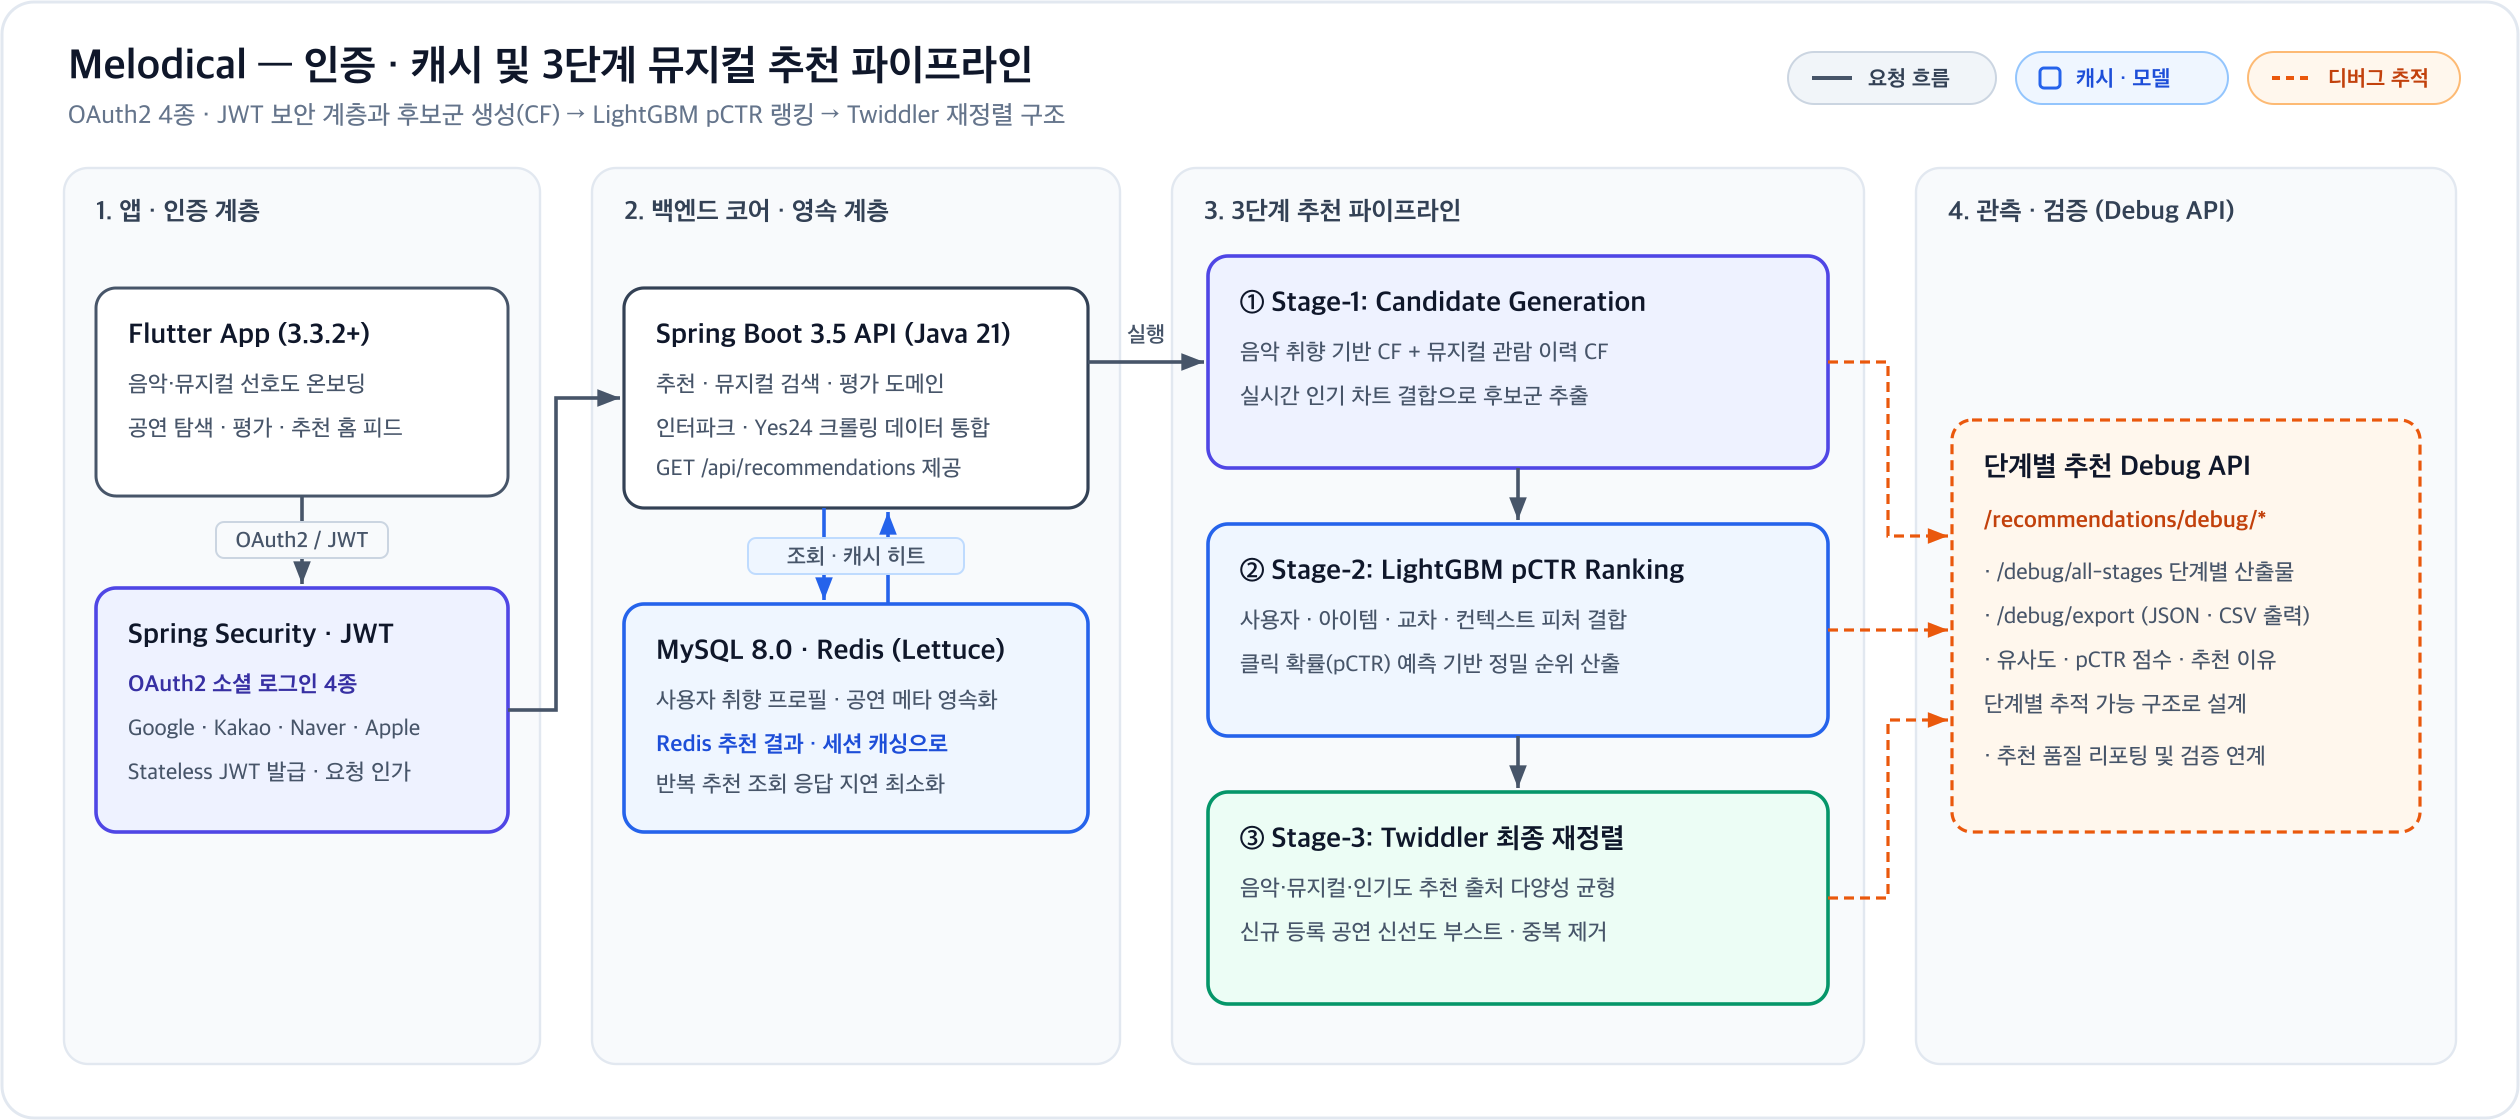 Melodical — 인증 · 캐시 및 3단계 뮤지컬 추천 파이프라인
OAuth2 4종 · JWT 보안 계층과 후보군 생성(CF) → LightGBM pCTR 랭킹 → Twiddler 재정렬 구조
요청 흐름
캐시 · 모델
디버그 추적
1. 앱 · 인증 계층
Flutter App (3.3.2+)
음악·뮤지컬 선호도 온보딩
공연 탐색 · 평가 · 추천 홈 피드
OAuth2 / JWT
Spring Security · JWT
OAuth2 소셜 로그인 4종
Google · Kakao · Naver · Apple
Stateless JWT 발급 · 요청 인가
2. 백엔드 코어 · 영속 계층
Spring Boot 3.5 API (Java 21)
추천 · 뮤지컬 검색 · 평가 도메인
인터파크 · Yes24 크롤링 데이터 통합
GET /api/recommendations 제공
조회 · 캐시 히트
MySQL 8.0 · Redis (Lettuce)
사용자 취향 프로필 · 공연 메타 영속화
Redis 추천 결과 · 세션 캐싱으로
반복 추천 조회 응답 지연 최소화
실행
3. 3단계 추천 파이프라인
① Stage-1: Candidate Generation
음악 취향 기반 CF + 뮤지컬 관람 이력 CF
실시간 인기 차트 결합으로 후보군 추출
② Stage-2: LightGBM pCTR Ranking
사용자 · 아이템 · 교차 · 컨텍스트 피처 결합
클릭 확률(pCTR) 예측 기반 정밀 순위 산출
③ Stage-3: Twiddler 최종 재정렬
음악·뮤지컬·인기도 추천 출처 다양성 균형
신규 등록 공연 신선도 부스트 · 중복 제거
4. 관측 · 검증 (Debug API)
단계별 추천 Debug API
/recommendations/debug/*
· /debug/all-stages 단계별 산출물
· /debug/export (JSON · CSV 출력)
· 유사도 · pCTR 점수 · 추천 이유
단계별 추적 가능 구조로 설계
· 추천 품질 리포팅 및 검증 연계